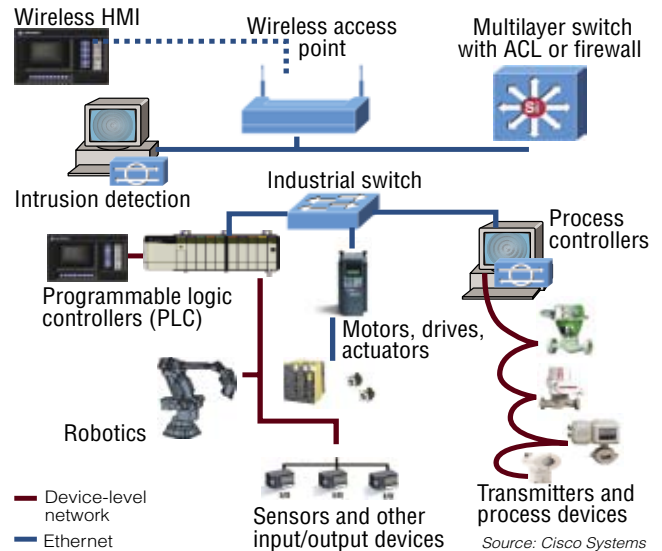 Wireless HMI
Wireless access
point
Multilayer switch
with ACL or firewall
Si
Intrusion detection
Industrial switch
Process
controllers
Programmable logic
controllers (PLC)
Motors, drives,
actuators
Robotics
Sensors and other
input/output devices
Transmitters and
process devices
Device-level
network
Ethernet
Source: Cisco Systems